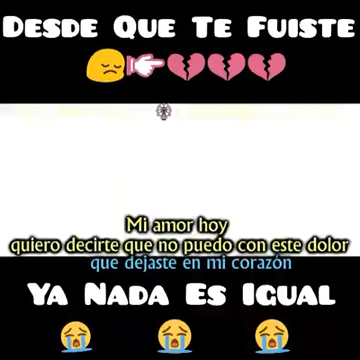 Desde Que Te Fuiste
Mi amor hoy
quiero decirte que no puedo con este dolor
que dejaste en mi corazón
Ya Nada Es Igual